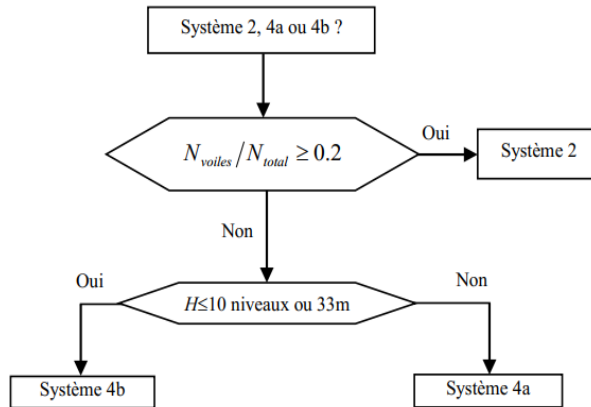 Système 2, 4a ou 4b ?
N_voiles/N_total ≥ 0.2
Oui
Système 2
Non
Oui
Non
H≤10 niveaux ou 33m
Système 4b
Système 4a